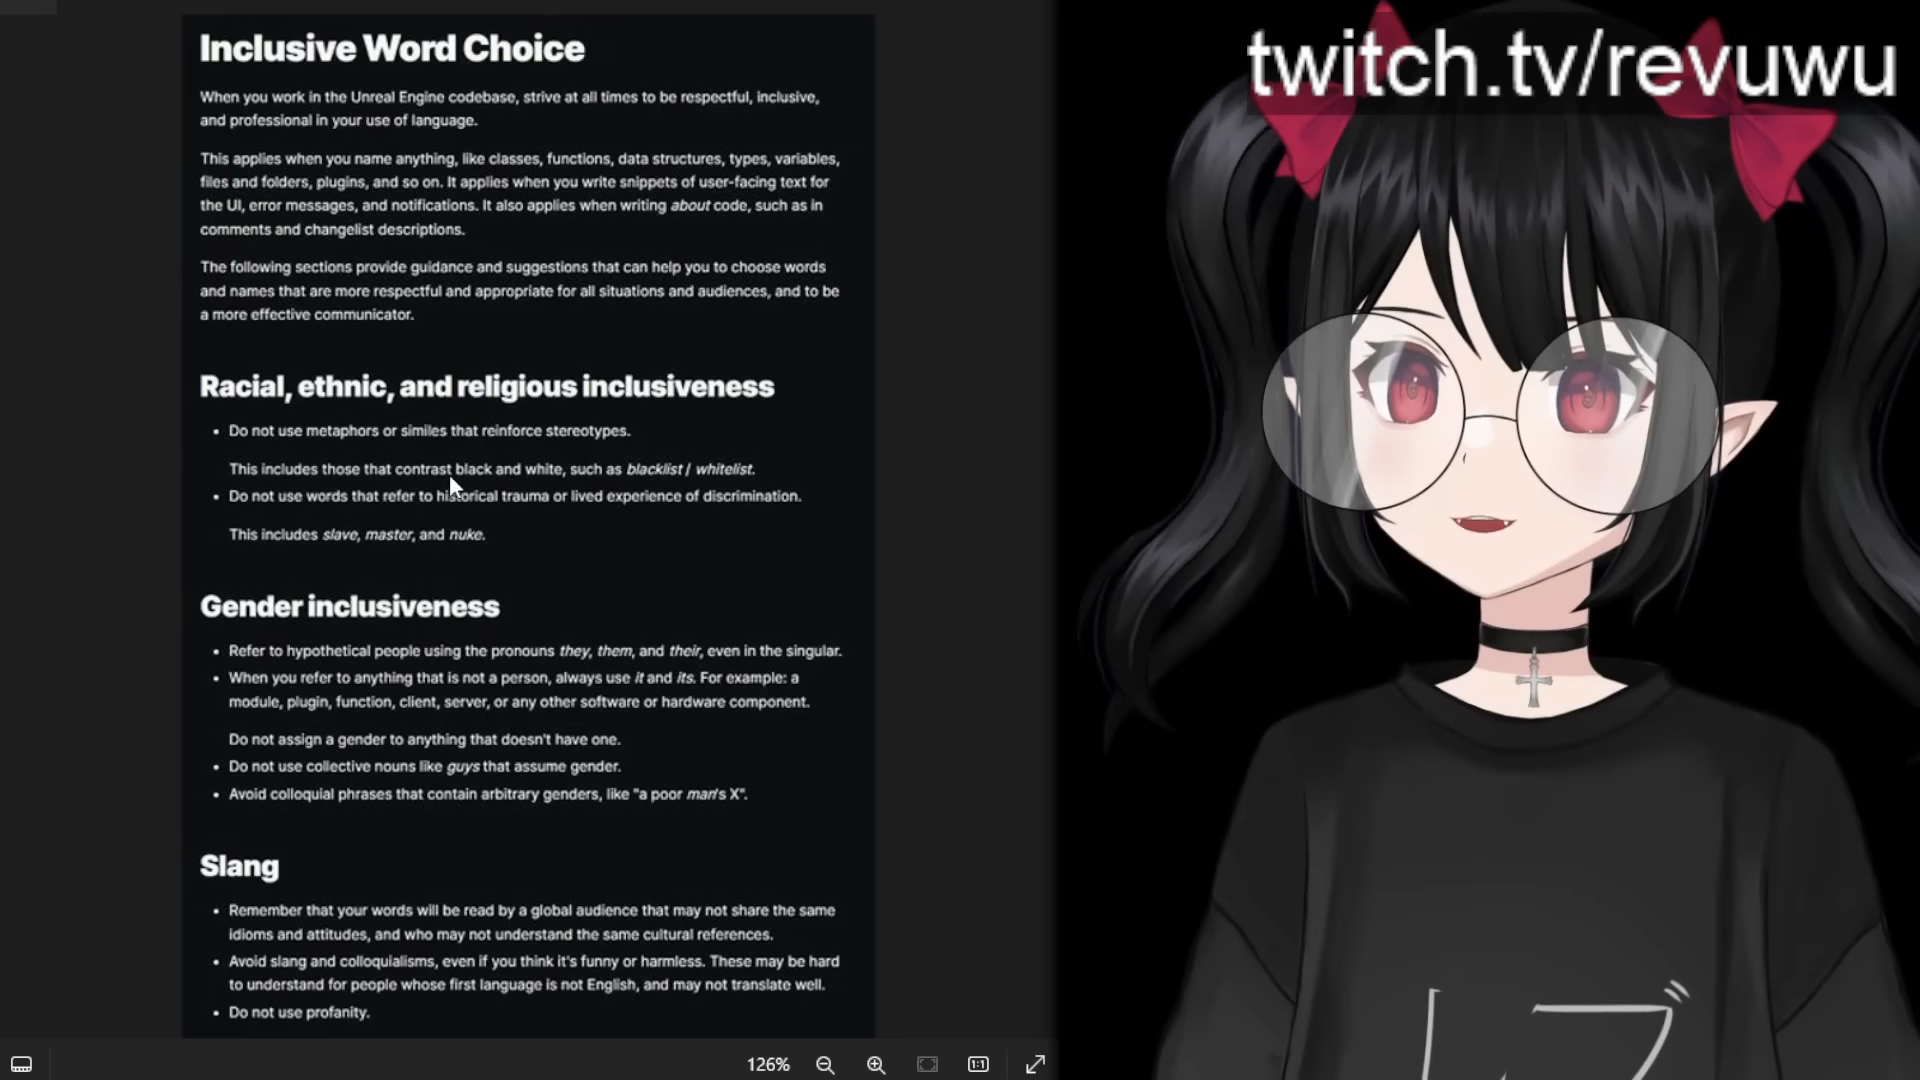 twitch.tv/revuwu
Inclusive Word Choice
When you work in the Unreal Engine codebase, strive at all times to be respectful, inclusive,
and professional in your use of language.
This applies when you name anything, like classes, functions, data structures, types, variables,
files and folders, plugins, and so on. It applies when you write snippets of user-facing text for
the UI, error messages, and notifications. It also applies when writing about code, such as in
comments and changelist descriptions.
The following sections provide guidance and suggestions that can help you to choose words
and names that are more respectful and appropriate for all situations and audiences, and to be
a more effective communicator.
Racial, ethnic, and religious inclusiveness
• Do not use metaphors or similes that reinforce stereotypes.
This includes those that contrast black and white, such as blacklist / whitelist.
• Do not use words that refer to historical trauma or lived experience of discrimination.
This includes slave, master, and nuke.
Gender inclusiveness
• Refer to hypothetical people using the pronouns they, them, and their, even in the singular.
• When you refer to anything that is not a person, always use it and its. For example: a
module, plugin, function, client, server, or any other software or hardware component.
Do not assign a gender to anything that doesn't have one.
• Do not use collective nouns like guys that assume gender.
• Avoid colloquial phrases that contain arbitrary genders, like "a poor man's X".
Slang
• Remember that your words will be read by a global audience that may not share the same
idioms and attitudes, and who may not understand the same cultural references.
• Avoid slang and colloquialisms, even if you think it's funny or harmless. These may be hard
to understand for people whose first language is not English, and may not translate well.
• Do not use profanity.
126%
1:1
レブ